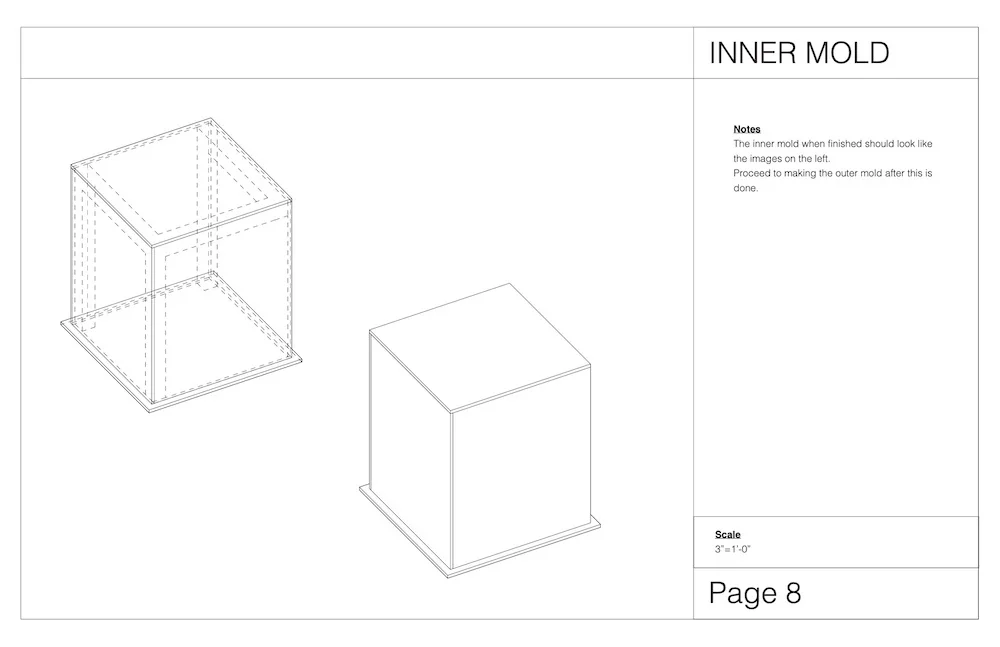 INNER MOLD
Notes
The inner mold when finished should look like
the images on the left.
Proceed to making the outer mold after this is
done.
Scale
3"=1'-0"
Page 8